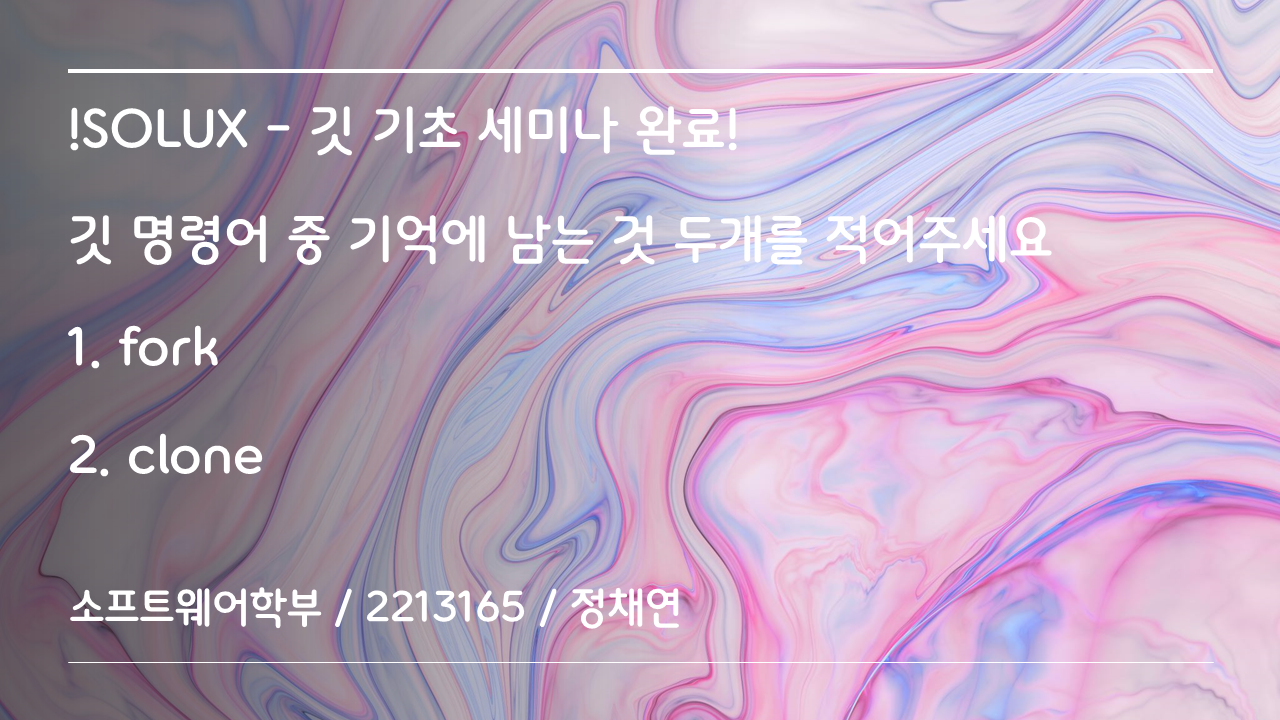 !SOLUX - 깃 기초 세미나 완료!
깃 명령어 중 기억에 남는 것 두개를 적어주세요
1. fork
2. clone
소프트웨어학부 / 2213165 / 정채연